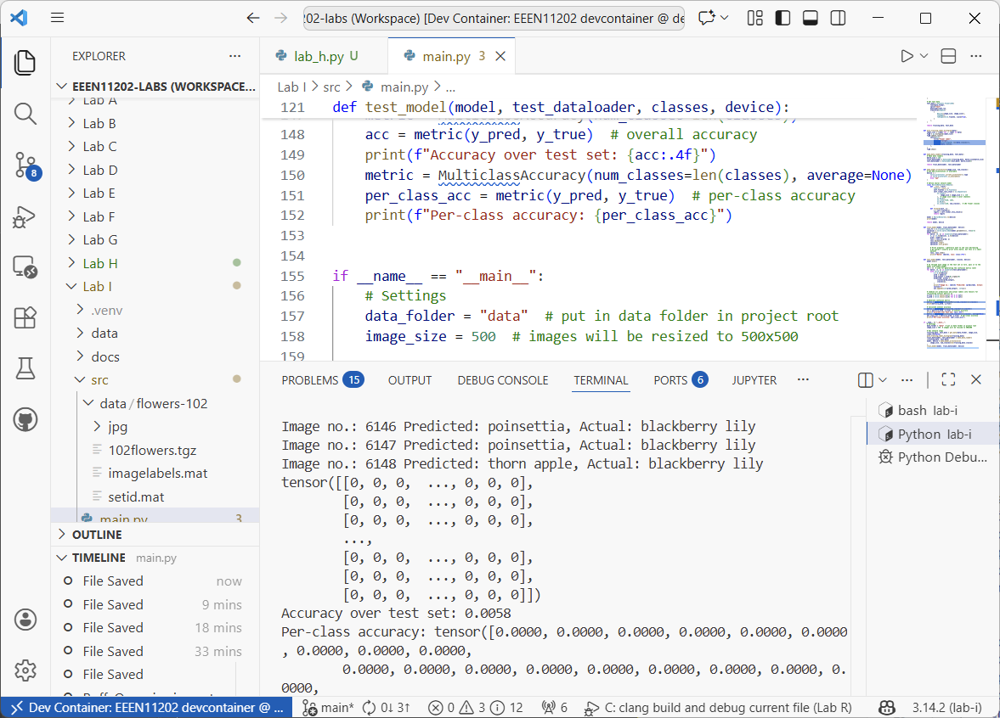 02-labs (Workspace) [Dev Container: EEEN11202 devcontainer @ de
EXPLORER
EEEN11202-LABS (WORKSPACE...
Lab A
Lab B
Lab C
Lab D
Lab E
Lab F
Lab G
Lab H
Lab I
.venv
data
docs
src
data / flowers-102
jpg
102flowers.tgz
imagelabels.mat
setid.mat
main.py 3
OUTLINE
TIMELINE main.py
File Saved now
File Saved 9 mins
File Saved 18 mins
File Saved 33 mins
File Saved
8
lab_h.py U
main.py 3
Lab I > src > main.py > ...
121 def test_model(model, test_dataloader, classes, device):
148 acc = metric(y_pred, y_true)  # overall accuracy
149 print(f"Accuracy over test set: {acc:.4f}")
150 metric = MulticlassAccuracy(num_classes=len(classes), average=None)
151 per_class_acc = metric(y_pred, y_true)  # per-class accuracy
152 print(f"Per-class accuracy: {per_class_acc}")
153
154
155 if __name__ == "__main__":
156 # Settings
157 data_folder = "data"  # put in data folder in project root
158 image_size = 500  # images will be resized to 500x500
159
PROBLEMS 15 OUTPUT DEBUG CONSOLE TERMINAL PORTS 6 JUPYTER ...
Image no.: 6146 Predicted: poinsettia, Actual: blackberry lily
Image no.: 6147 Predicted: poinsettia, Actual: blackberry lily
Image no.: 6148 Predicted: thorn apple, Actual: blackberry lily
tensor([[0, 0, 0,  ..., 0, 0, 0],
[0, 0, 0,  ..., 0, 0, 0],
[0, 0, 0,  ..., 0, 0, 0],
...,
[0, 0, 0,  ..., 0, 0, 0],
[0, 0, 0,  ..., 0, 0, 0],
[0, 0, 0,  ..., 0, 0, 0]])
Accuracy over test set: 0.0058
Per-class accuracy: tensor([0.0000, 0.0000, 0.0000, 0.0000, 0.0000, 0.0000
, 0.0000, 0.0000, 0.0000,
0.0000, 0.0000, 0.0000, 0.0000, 0.0000, 0.0000, 0.0000, 0.0000, 0.
0000,
bash lab-i
Python lab-i
Python Debu...
Dev Container: EEEN11202 devcontainer @ ... main* 0↓ 3↑ 0 3 12 6 C: clang build and debug current file (Lab R) 3.14.2 (lab-i)